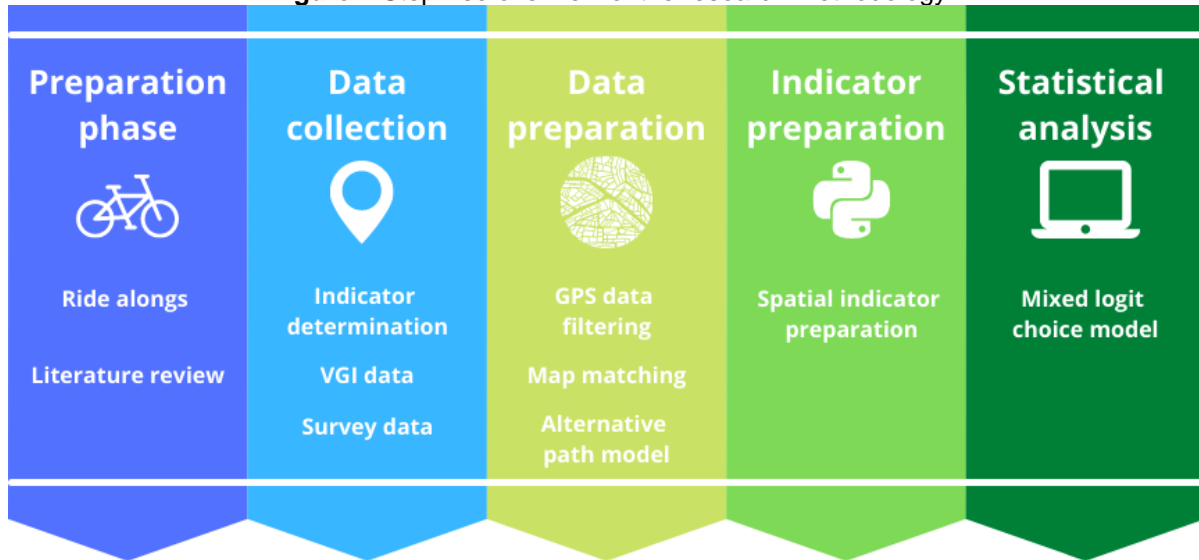 Preparation
phase
Ride alongs
Literature review
Data
collection
Indicator
determination
VGI data
Survey data
Data
preparation
GPS data
filtering
Map matching
Alternative
path model
Indicator
preparation
Spatial indicator
preparation
Statistical
analysis
Mixed logit
choice model